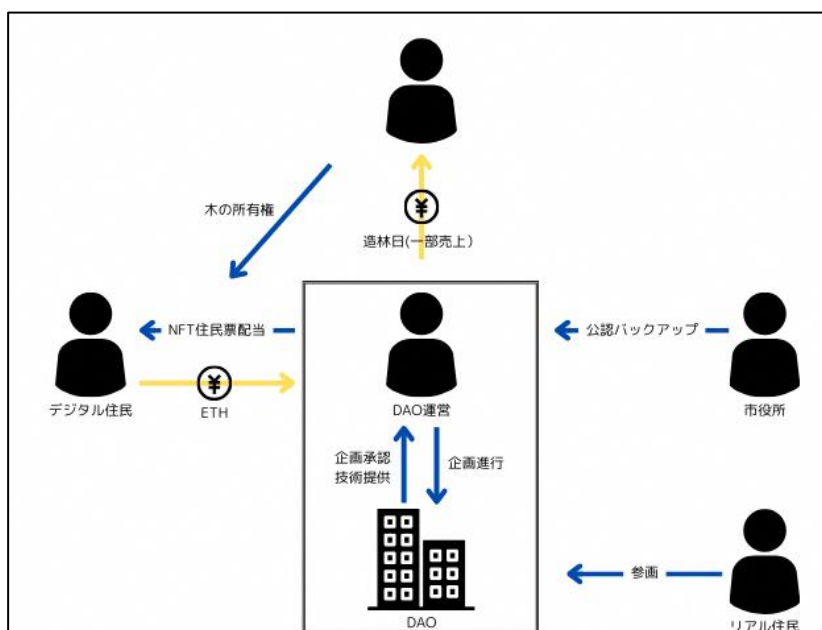 木の所有権
¥
造林日(一部売上）
NFT住民票配当
公認バックアップ
¥
デジタル住民
ETH
DAO運営
市役所
企画承認
技術提供
企画進行
参画
DAO
リアル住民